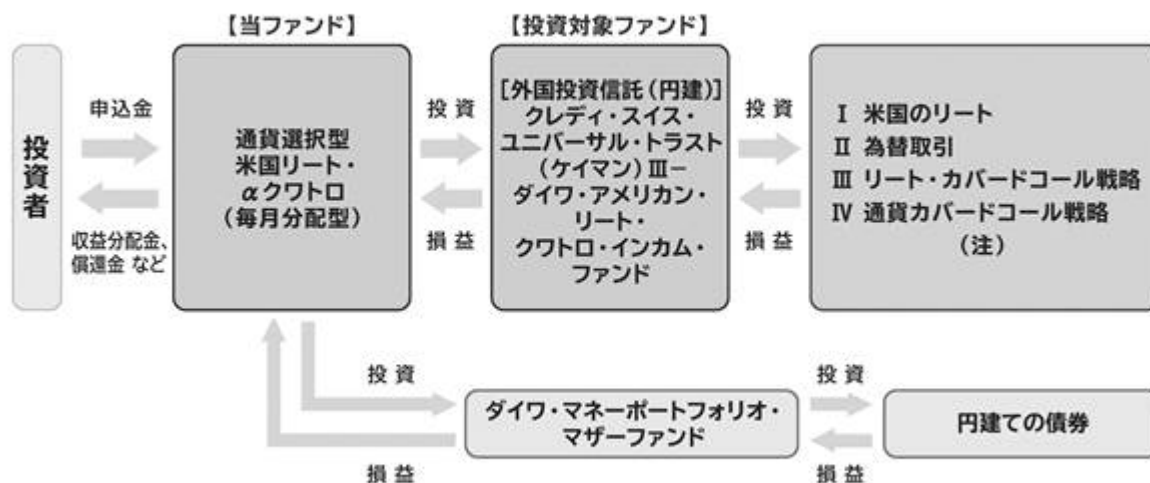 【当ファンド】
【投資対象ファンド】
投資者
申込金
収益分配金、
償還金 など
通貨選択型
米国リート・
αクワトロ
(毎月分配型)
投資
損益
[外国投資信託(円建)]
クレディ・スイス・
ユニバーサル・トラスト
(ケイマン)Ⅲ-
ダイワ・アメリカン・
リート・
クワトロ・インカム・
ファンド
投資
損益
Ⅰ 米国のリート
Ⅱ 為替取引
Ⅲ リート・カバードコール戦略
Ⅳ 通貨カバードコール戦略
(注)
投資
損益
ダイワ・マネーポートフォリオ・
マザーファンド
投資
損益
円建ての債券